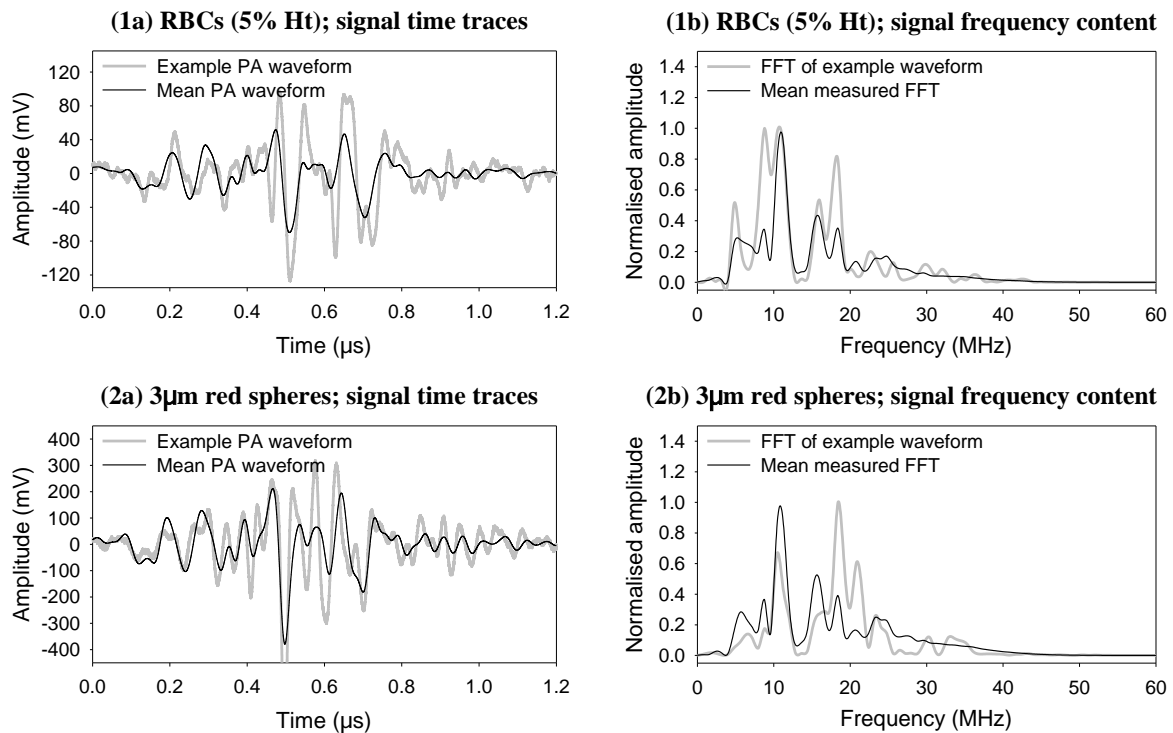 (1a) RBCs (5% Ht); signal time traces
Example PA waveform
Mean PA waveform
Amplitude (mV)
120
80
40
0
-40
-80
-120
0.0 0.2 0.4 0.6 0.8 1.0 1.2
Time (μs)
(1b) RBCs (5% Ht); signal frequency content
FFT of example waveform
Mean measured FFT
Normalised amplitude
1.4
1.2
1.0
0.8
0.6
0.4
0.2
0.0
0 10 20 30 40 50 60
Frequency (MHz)
(2a) 3μm red spheres; signal time traces
Example PA waveform
Mean PA waveform
Amplitude (mV)
400
300
200
100
0
-100
-200
-300
-400
0.0 0.2 0.4 0.6 0.8 1.0 1.2
Time (μs)
(2b) 3μm red spheres; signal frequency content
FFT of example waveform
Mean measured FFT
Normalised amplitude
1.4
1.2
1.0
0.8
0.6
0.4
0.2
0.0
0 10 20 30 40 50 60
Frequency (MHz)